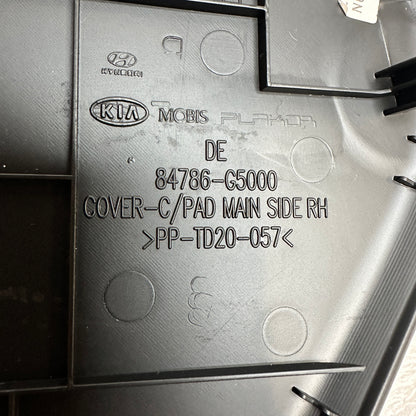 HYUNDAI
KIA MOBIS PLAKOR
DE
84786-G5000
COVER-C/PAD MAIN SIDE RH
>PP-TD20-057<